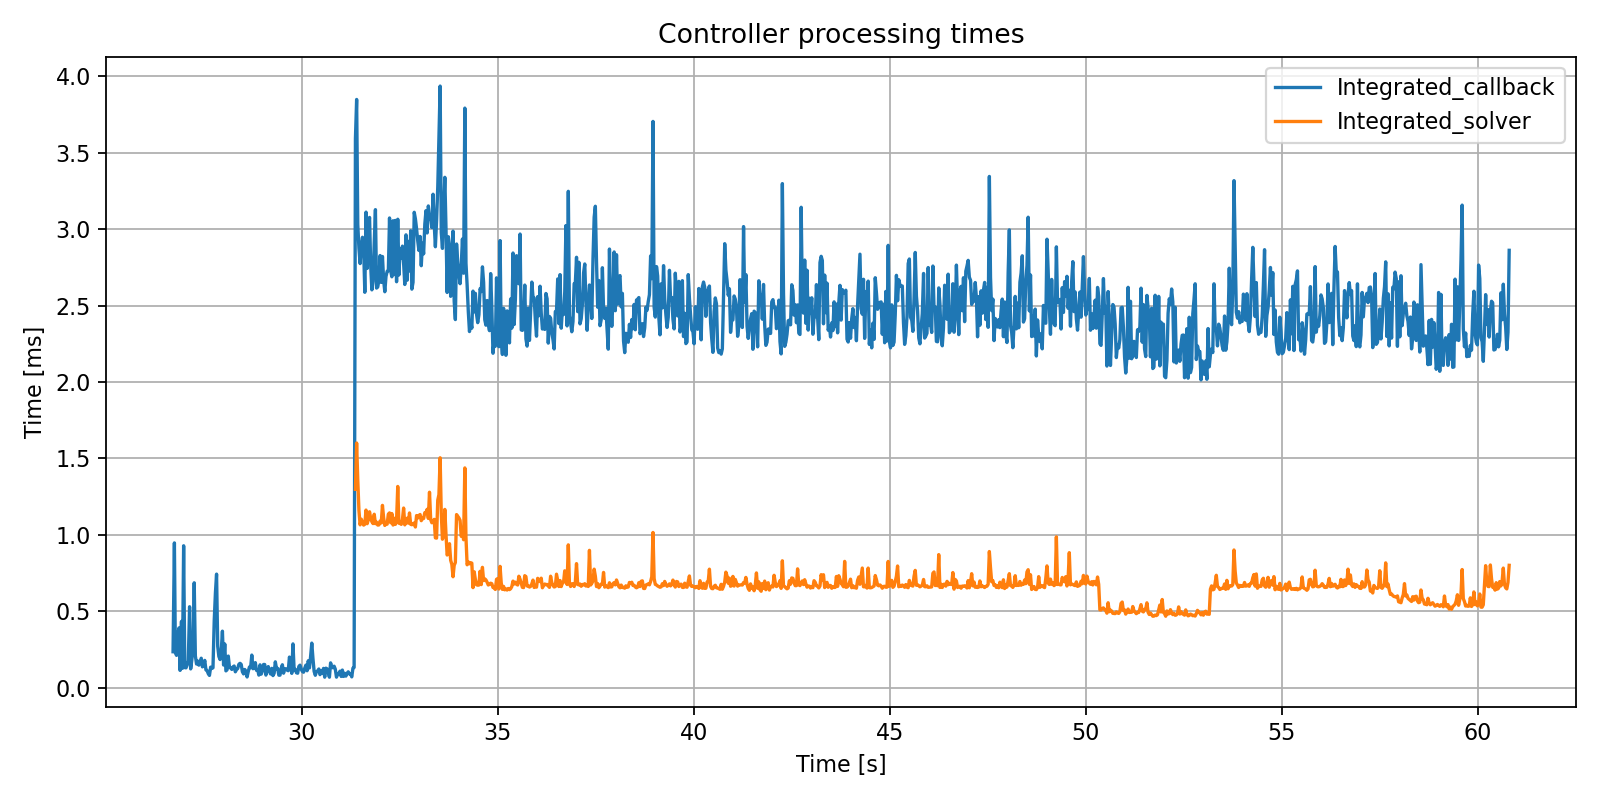 Controller processing times
Integrated_callback
Integrated_solver
Time [ms]
4.0
3.5
3.0
2.5
2.0
1.5
1.0
0.5
0.0
30 35 40 45 50 55 60
Time [s]